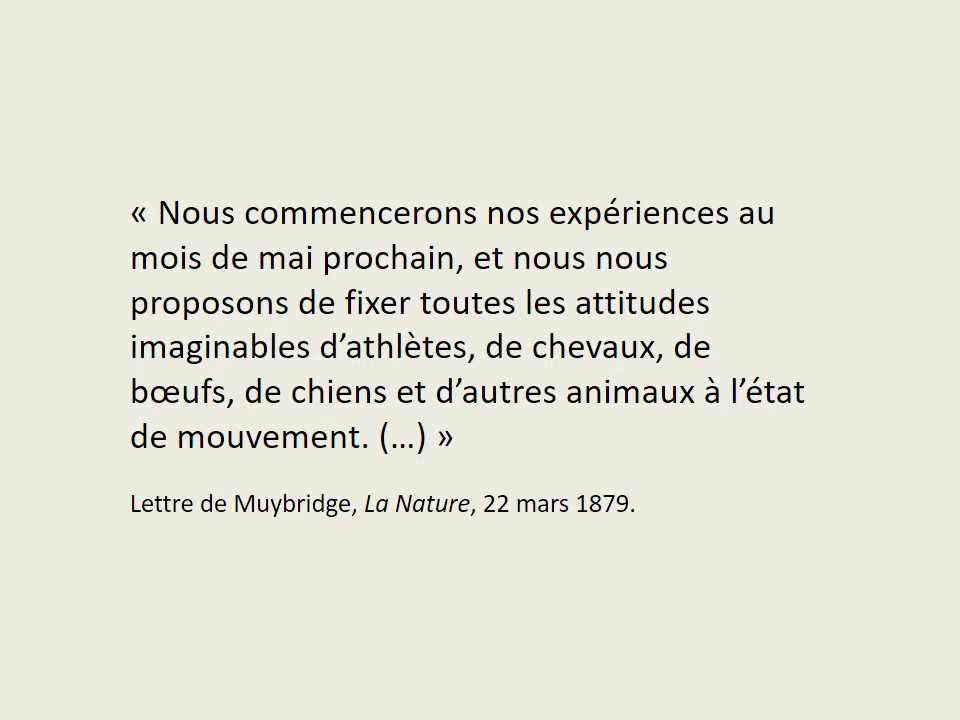 « Nous commencerons nos expériences au
mois de mai prochain, et nous nous
proposons de fixer toutes les attitudes
imaginables d’athlètes, de chevaux, de
bœufs, de chiens et d’autres animaux à l’état
de mouvement. (…) »
Lettre de Muybridge, La Nature, 22 mars 1879.